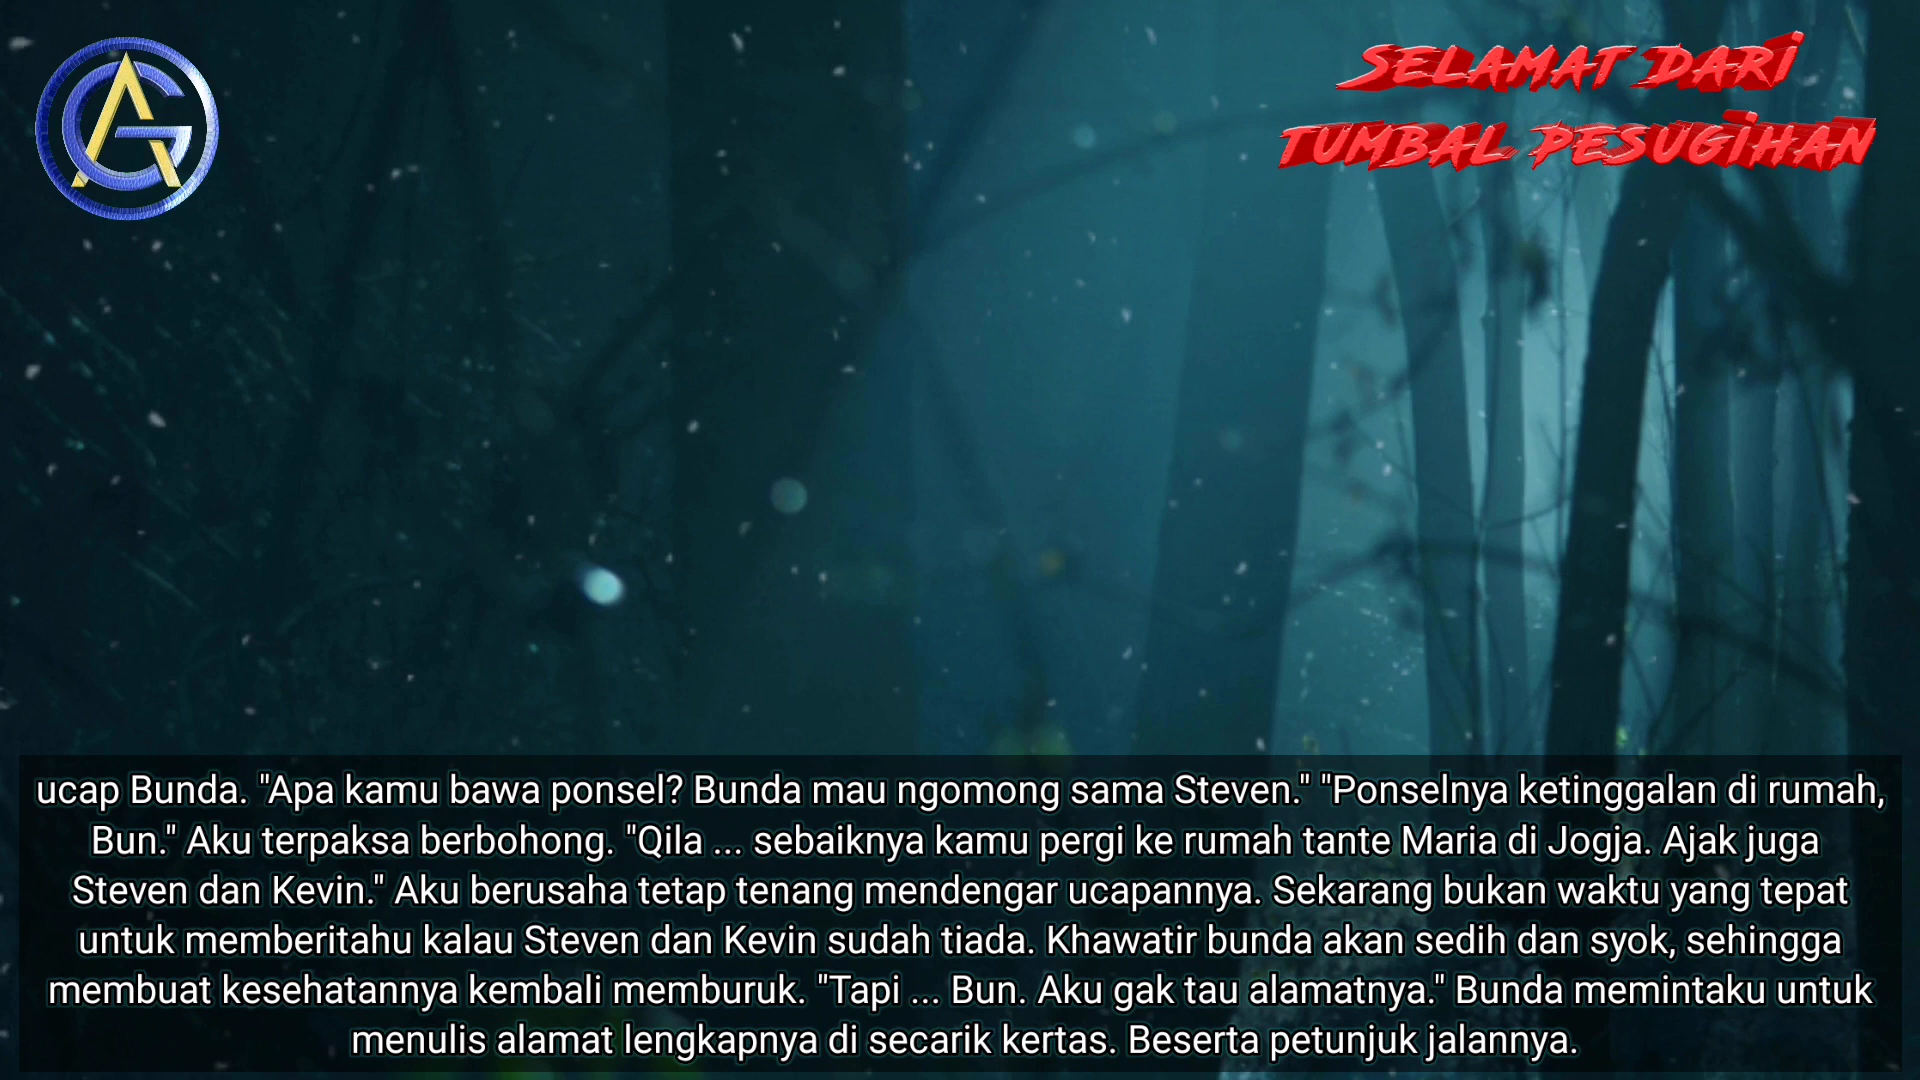 SELAMAT DARI
TUMBAL PESUGIHAN
ucap Bunda. "Apa kamu bawa ponsel? Bunda mau ngomong sama Steven." "Ponselnya ketinggalan di rumah,
Bun." Aku terpaksa berbohong. "Qila ... sebaiknya kamu pergi ke rumah tante Maria di Jogja. Ajak juga
Steven dan Kevin." Aku berusaha tetap tenang mendengar ucapannya. Sekarang bukan waktu yang tepat
untuk memberitahu kalau Steven dan Kevin sudah tiada. Khawatir bunda akan sedih dan syok, sehingga
membuat kesehatannya kembali memburuk. "Tapi ... Bun. Aku gak tau alamatnya." Bunda memintaku untuk
menulis alamat lengkapnya di secarik kertas. Beserta petunjuk jalannya.